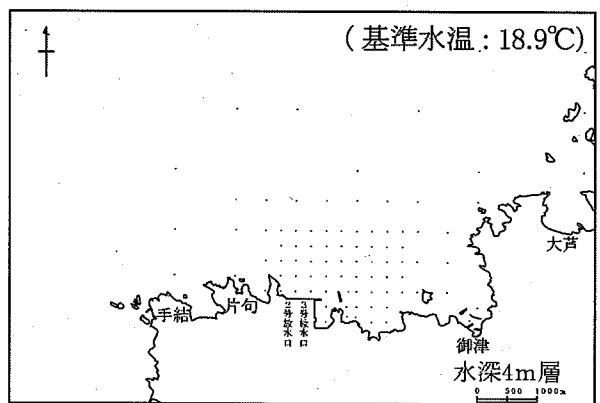 (基準水温：18.9℃)
大芦
手結
片句
2号放水口
3号放水口
御津
水深4m層
0 500 1000m